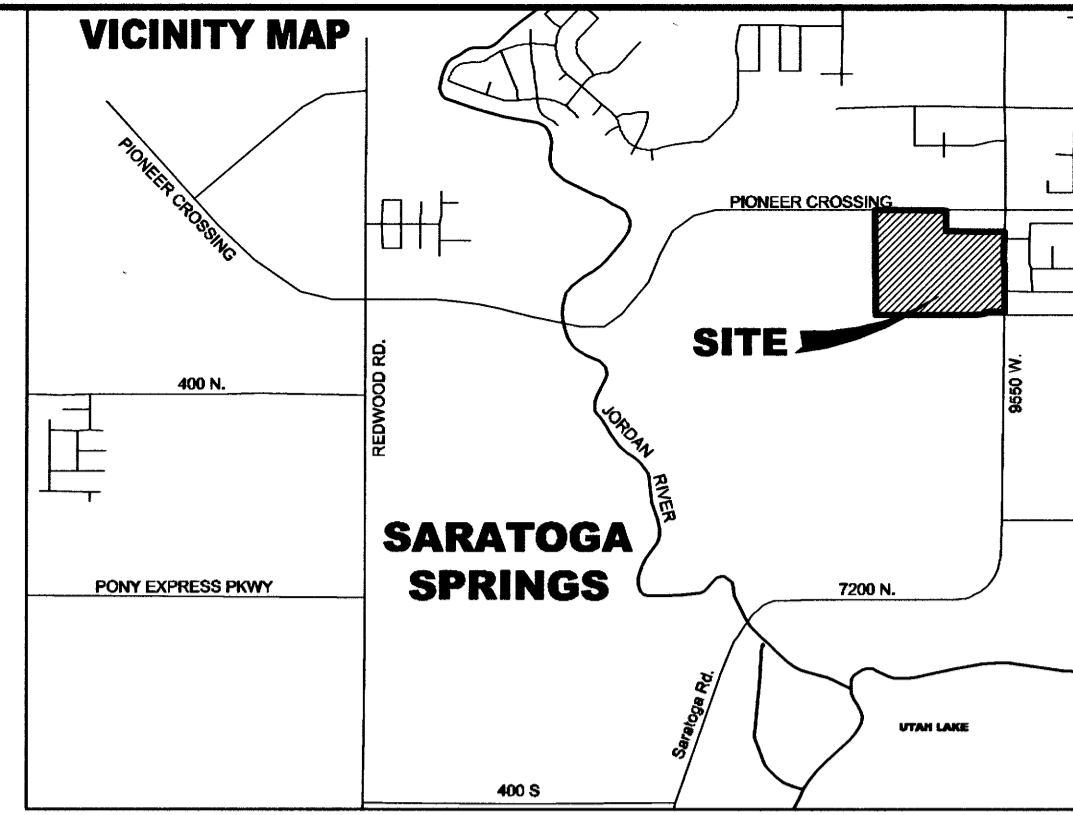 VICINITY MAP
PIONEER CROSSING
PIONEER CROSSING
SITE
9550 W.
REDWOOD RD.
400 N.
JORDAN
RIVER
SARATOGA
SPRINGS
PONY EXPRESS PKWY
7200 N.
Saratoga Rd.
UTAH LAKE
400 S